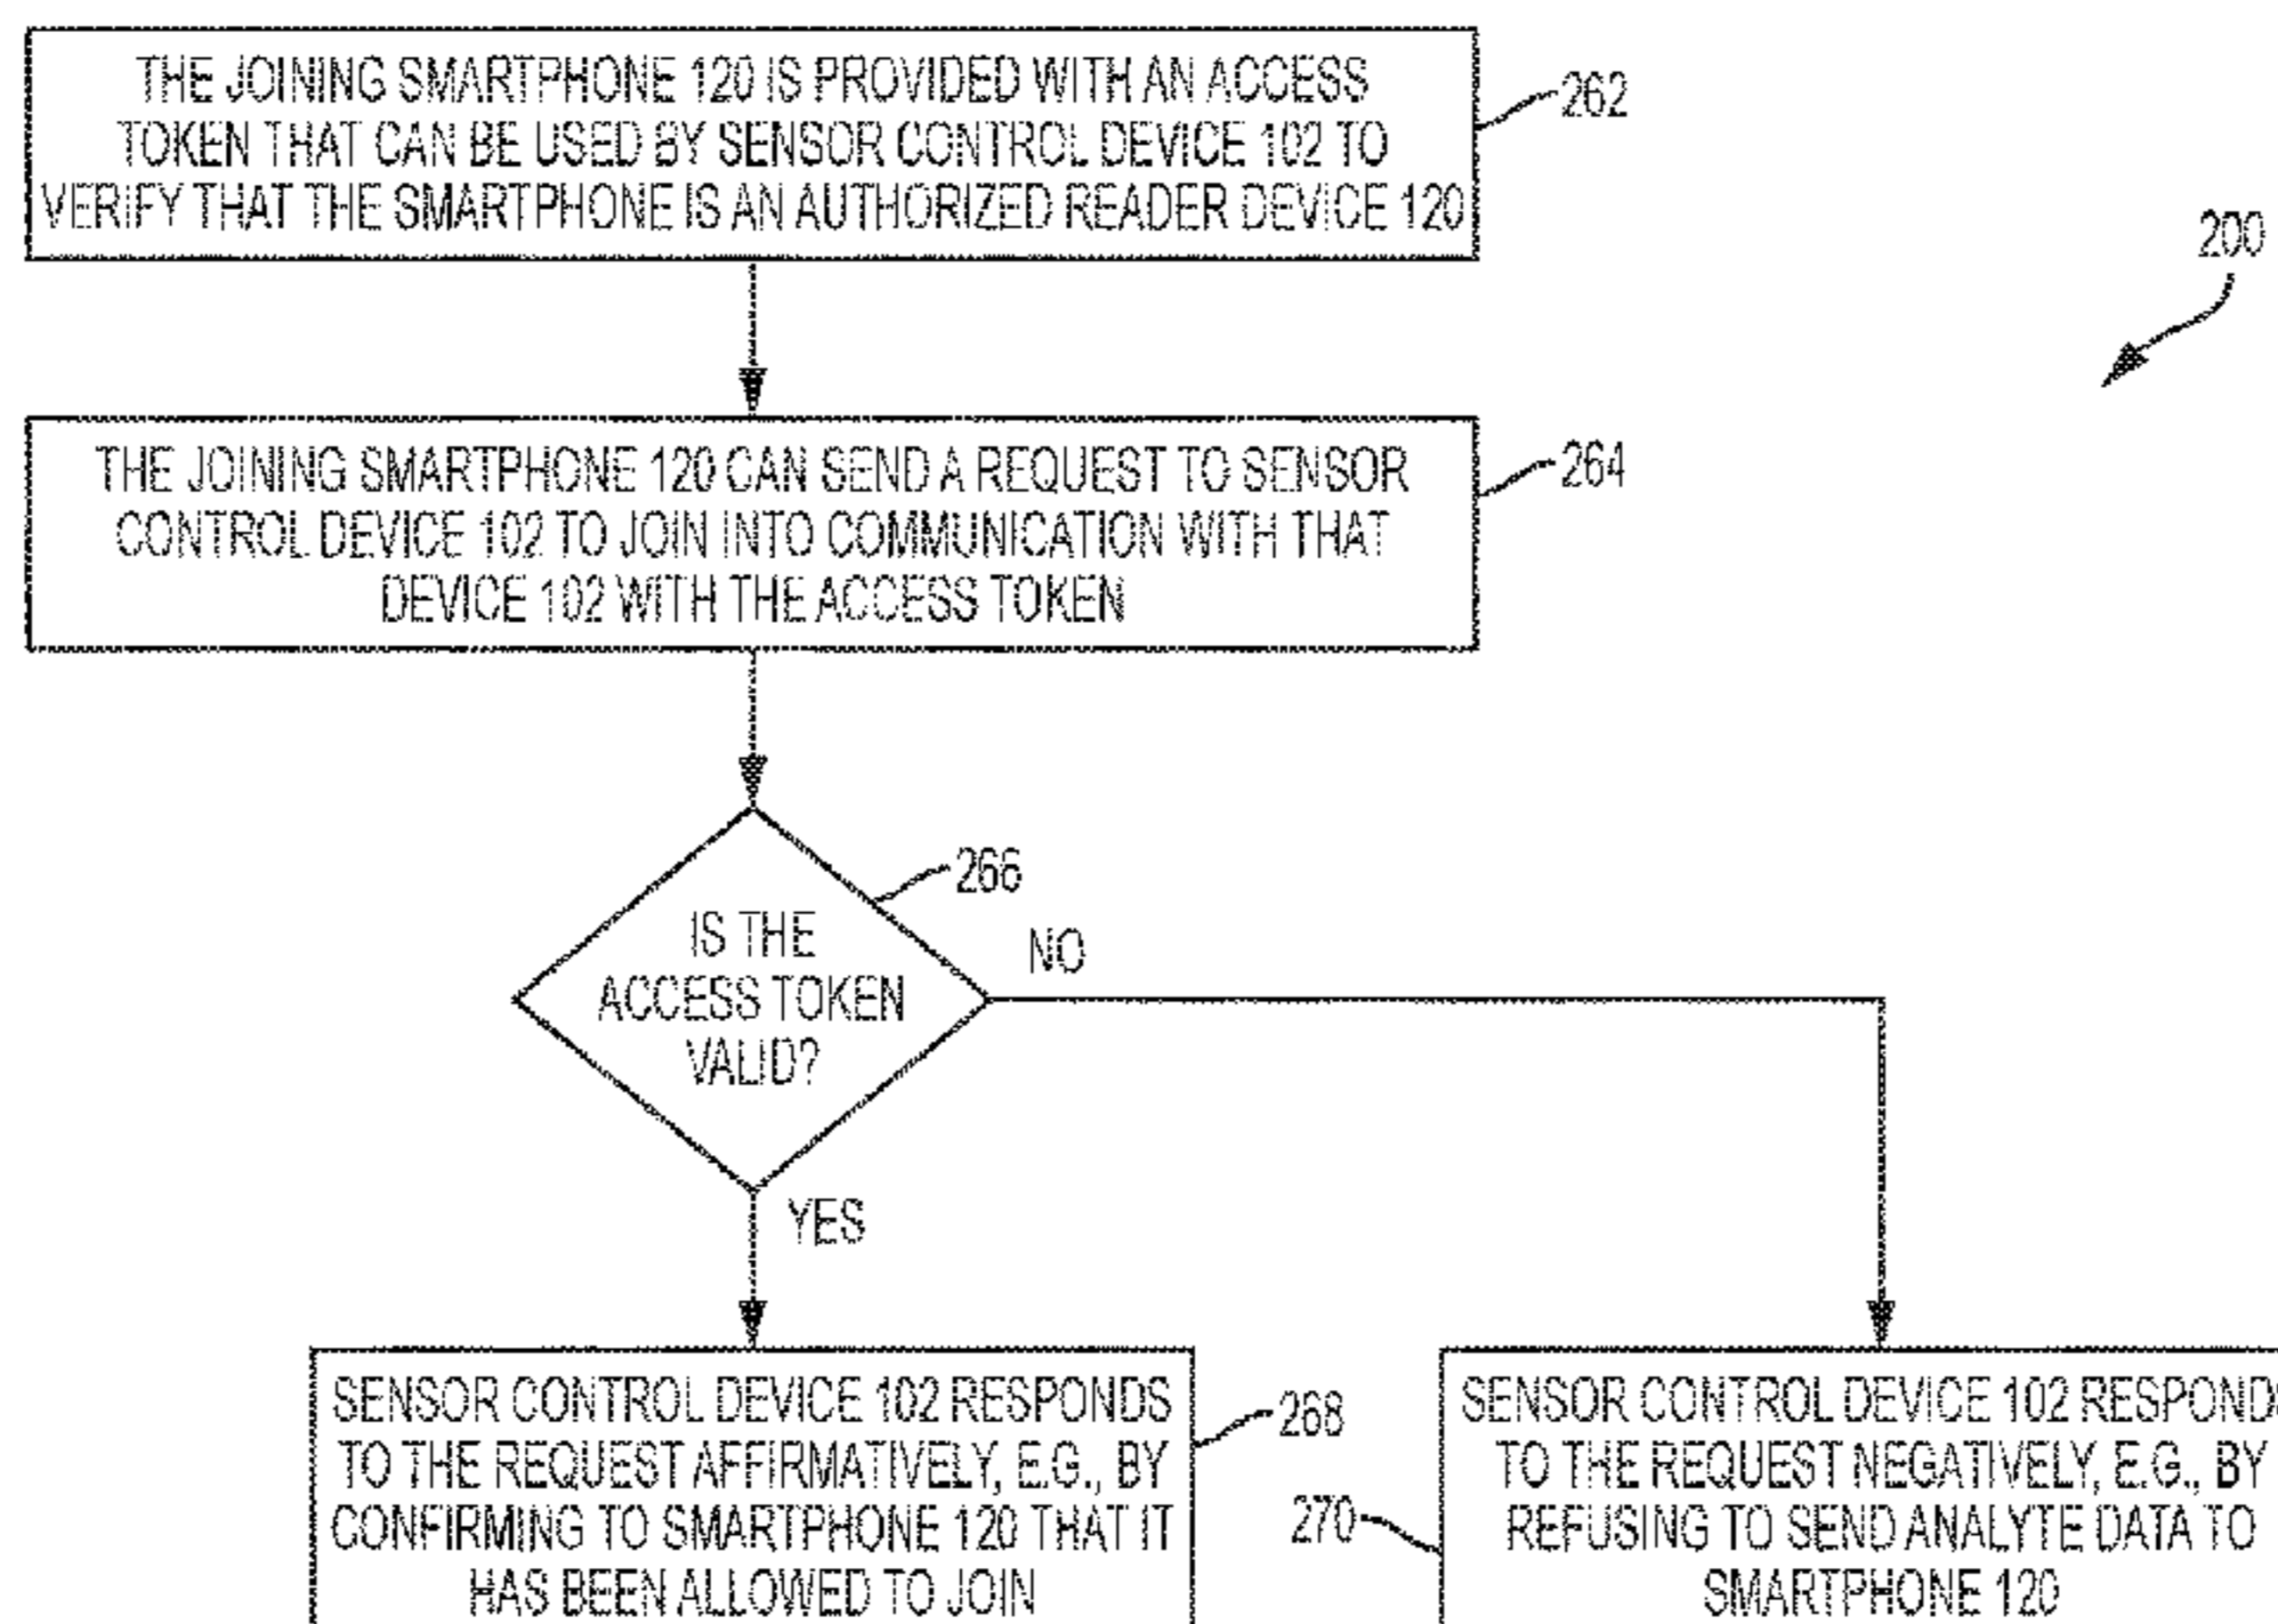 THE JOINING SMARTPHONE 120 IS PROVIDED WITH AN ACCESS
TOKEN THAT CAN BE USED BY SENSOR CONTROL DEVICE 102 TO
VERIFY THAT THE SMARTPHONE IS AN AUTHORIZED READER DEVICE 120
262
200
THE JOINING SMARTPHONE 120 CAN SEND A REQUEST TO SENSOR
CONTROL DEVICE 102 TO JOIN INTO COMMUNICATION WITH THAT
DEVICE 102 WITH THE ACCESS TOKEN
264
266
IS THE
ACCESS TOKEN
VALID?
NO
YES
SENSOR CONTROL DEVICE 102 RESPONDS
TO THE REQUEST AFFIRMATIVELY, E.G., BY
CONFIRMING TO SMARTPHONE 120 THAT IT
HAS BEEN ALLOWED TO JOIN
268
SENSOR CONTROL DEVICE 102 RESPONDS
TO THE REQUEST NEGATIVELY, E.G., BY
REFUSING TO SEND ANALYTE DATA TO
SMARTPHONE 120
270